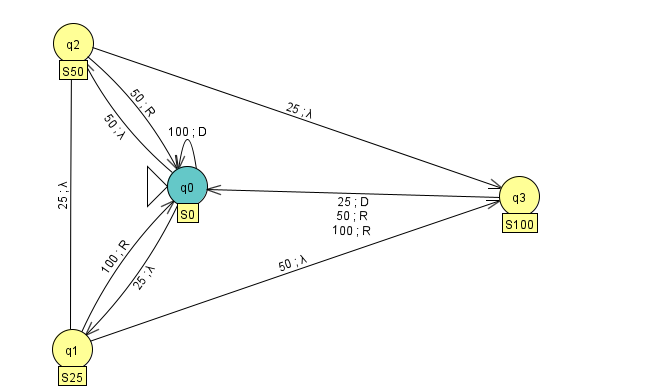 q2
S50
50 ; R
50 ; λ
25 ; λ
100 ; D
q0
S0
25 ; λ
q3
S100
25 ; D
50 ; R
100 ; R
100 ; R
25 ; λ
50 ; λ
q1
S25